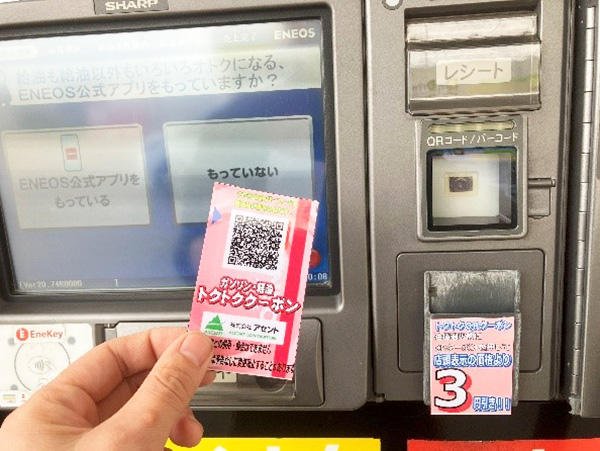 SHARP
ENEOS
給油も給油以外もいろいろオトクになる、
ENEOS公式アプリをもっていますか？
ENEOS公式アプリを
もっている
もっていない
レシート
QRコード/バーコード
ガソリン・軽油
トクトククーポン
株式会社 アセント
EneKey
トクトククーポン
店頭表示の価格より
3
円引き!!